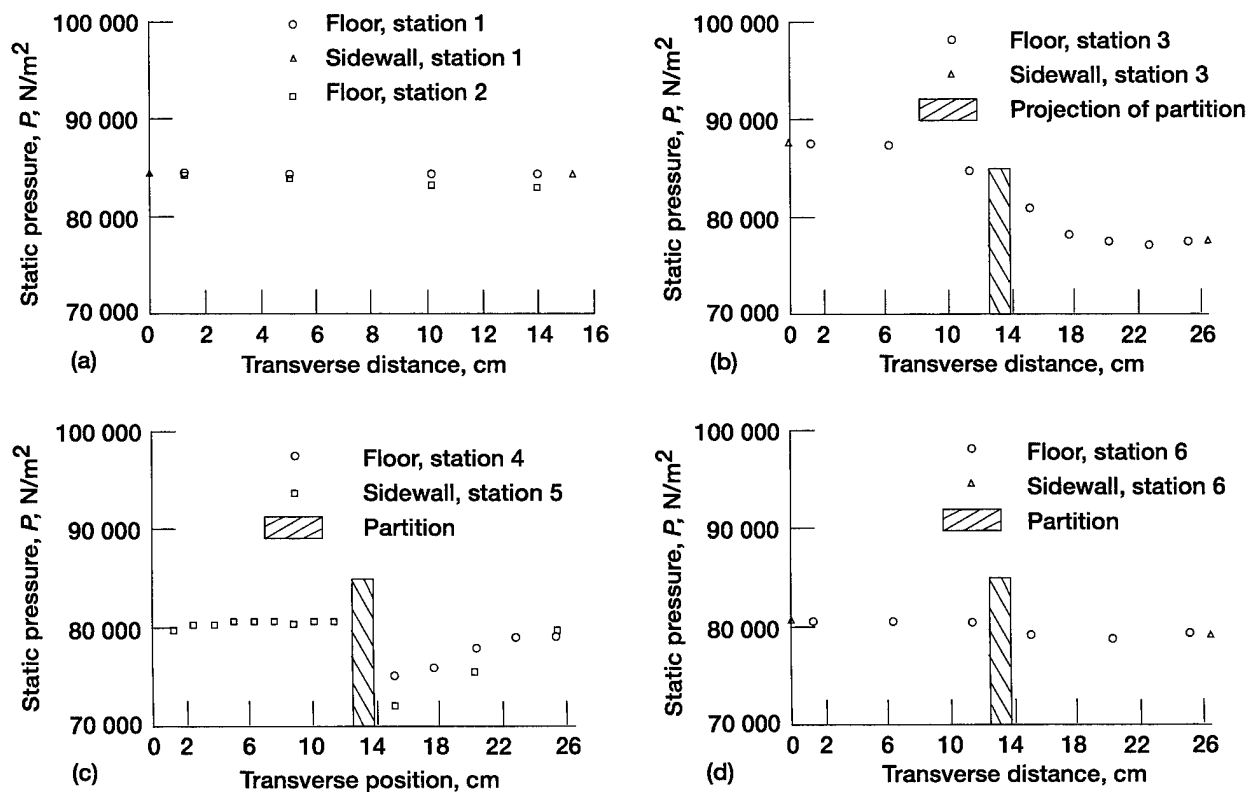 100 000
90 000
80 000
70 000
Static pressure, P, N/m²
Floor, station 1
Sidewall, station 1
Floor, station 2
0 2 4 6 8 10 12 14 16
(a)
Transverse distance, cm
100 000
90 000
80 000
70 000
Static pressure, P, N/m²
Floor, station 3
Sidewall, station 3
Projection of partition
0 2 6 10 14 18 22 26
(b)
Transverse distance, cm
100 000
90 000
80 000
70 000
Static pressure, P, N/m²
Floor, station 4
Sidewall, station 5
Partition
0 2 6 10 14 18 22 26
(c)
Transverse position, cm
100 000
90 000
80 000
70 000
Static pressure, P, N/m²
Floor, station 6
Sidewall, station 6
Partition
0 2 6 10 14 18 22 26
(d)
Transverse distance, cm